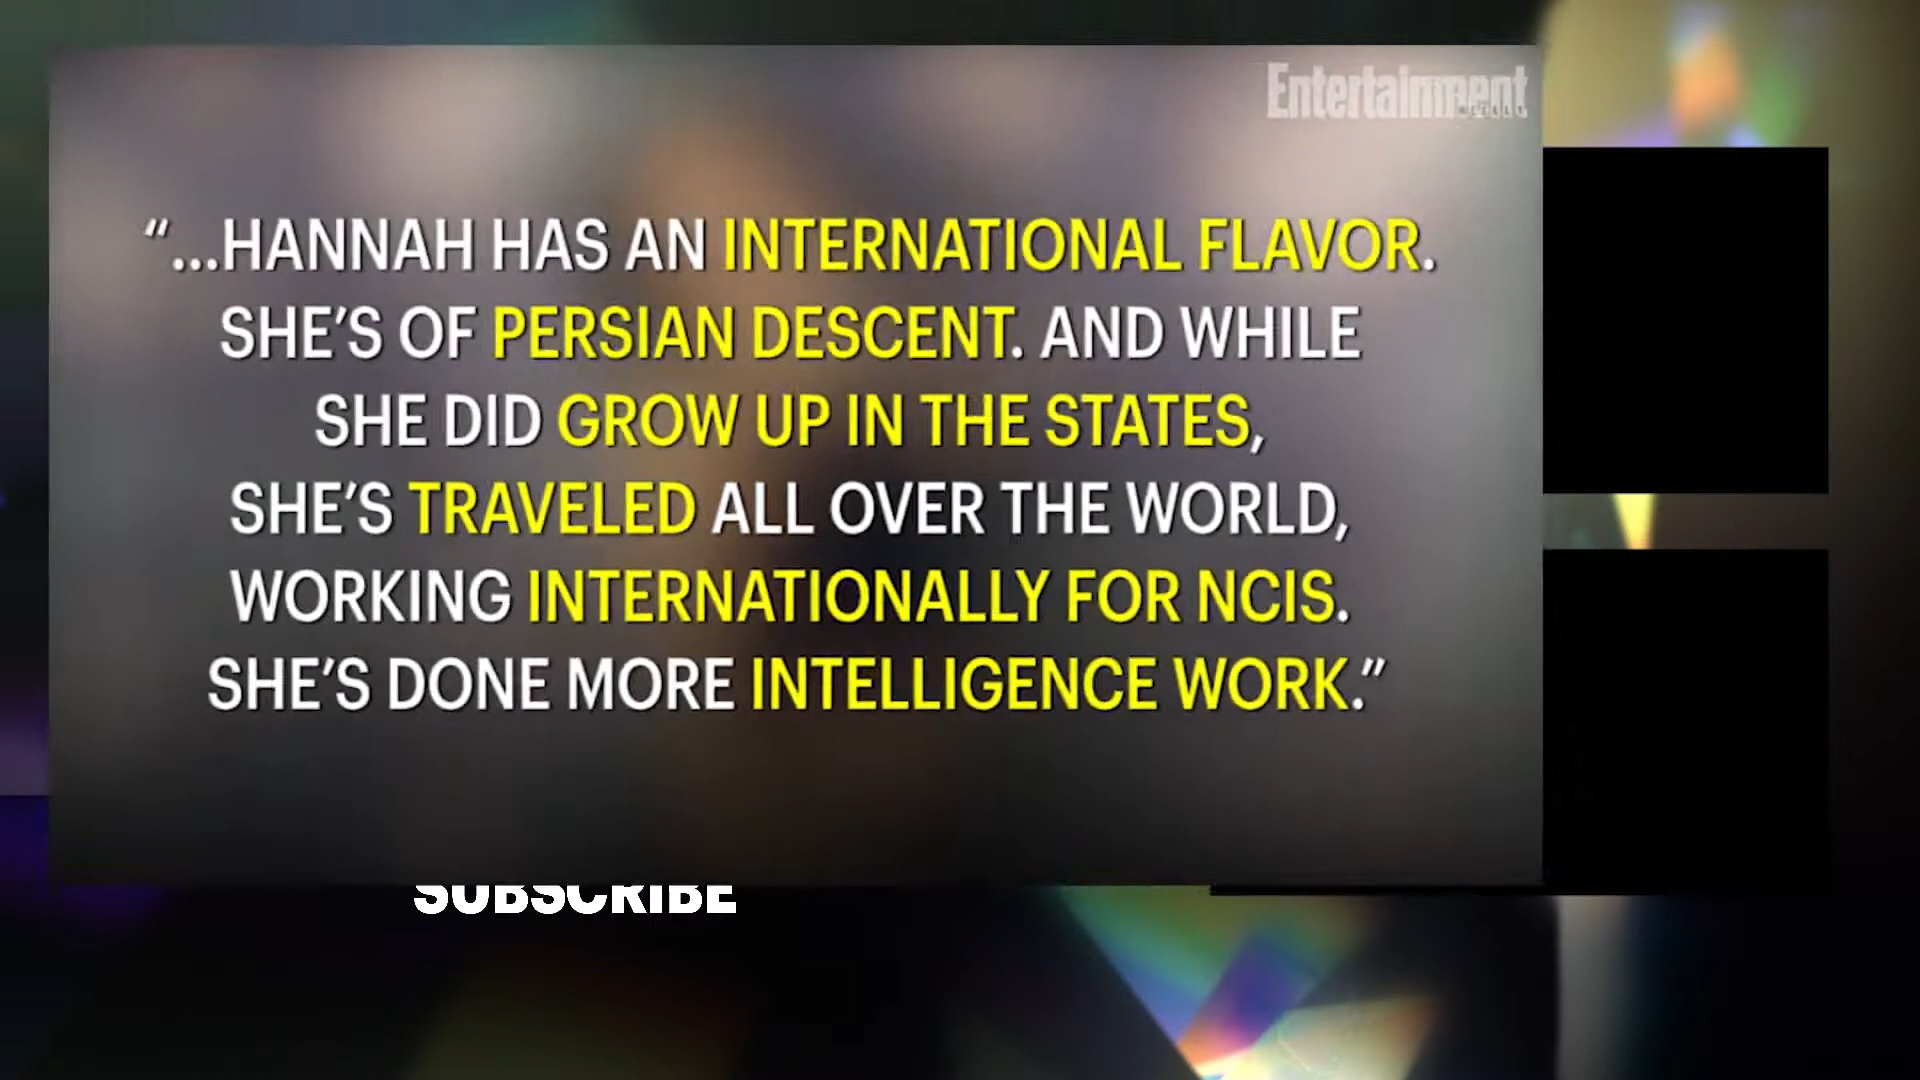 Entertainment
“...HANNAH HAS AN INTERNATIONAL FLAVOR.
SHE’S OF PERSIAN DESCENT. AND WHILE
SHE DID GROW UP IN THE STATES,
SHE’S TRAVELED ALL OVER THE WORLD,
WORKING INTERNATIONALLY FOR NCIS.
SHE’S DONE MORE INTELLIGENCE WORK.”
SUBSCRIBE